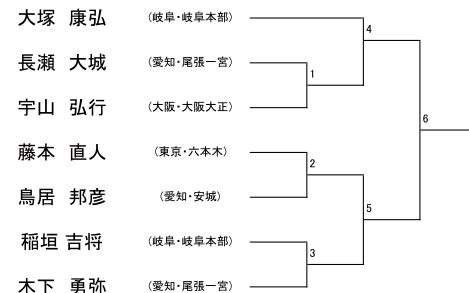 大塚 康弘 (岐阜・岐阜本部) 4
長瀬 大城 (愛知・尾張一宮) 1
宇山 弘行 (大阪・大阪大正) 6
藤本 直人 (東京・六本木) 2
鳥居 邦彦 (愛知・安城) 5
稲垣 吉将 (岐阜・岐阜本部) 3
木下 勇弥 (愛知・尾張一宮)